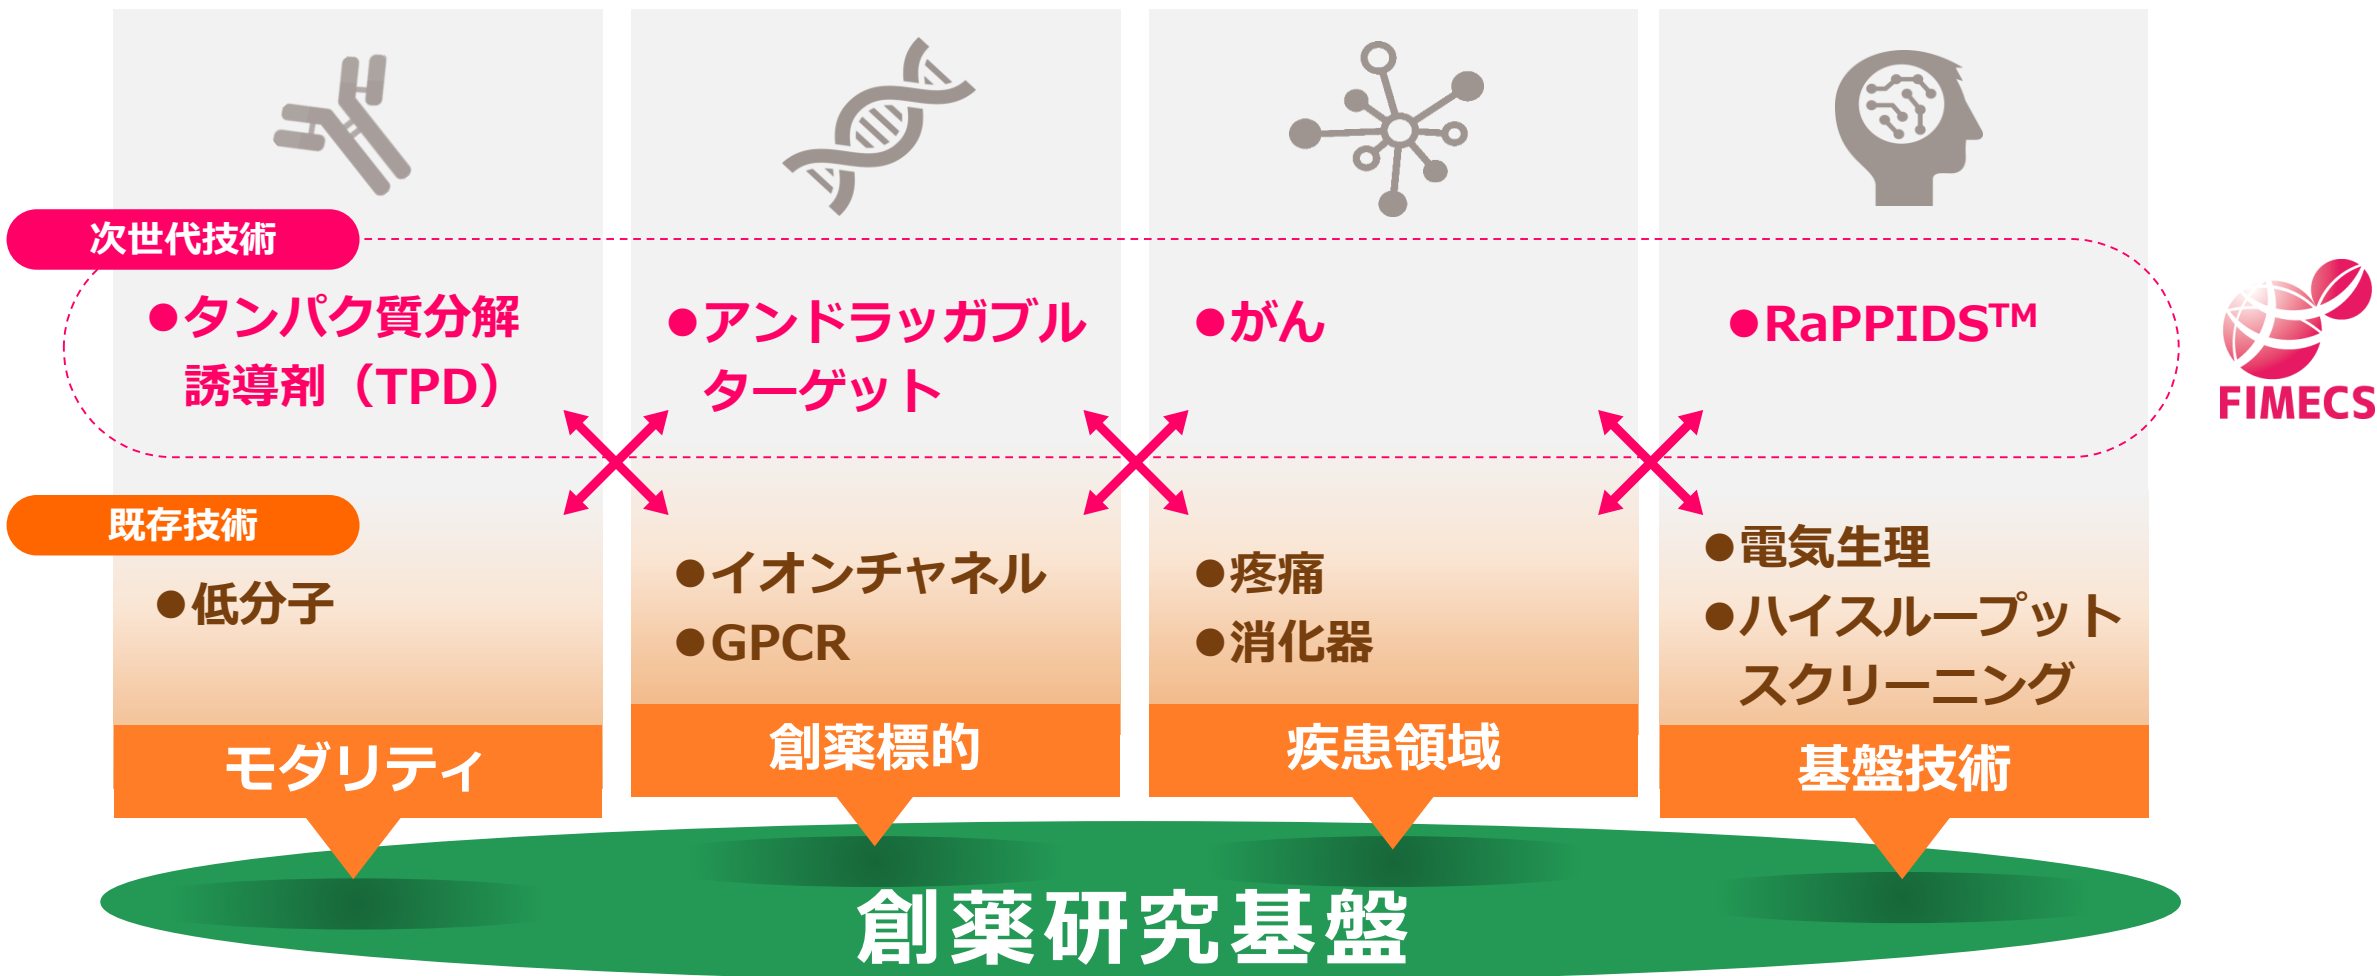 次世代技術
●タンパク質分解
誘導剤（TPD）
●アンドラッガブル
ターゲット
●がん
●RaPPIDS™
FIMECS
既存技術
●低分子
●イオンチャネル
●GPCR
●疼痛
●消化器
●電気生理
●ハイスループット
スクリーニング
モダリティ
創薬標的
疾患領域
基盤技術
創薬研究基盤